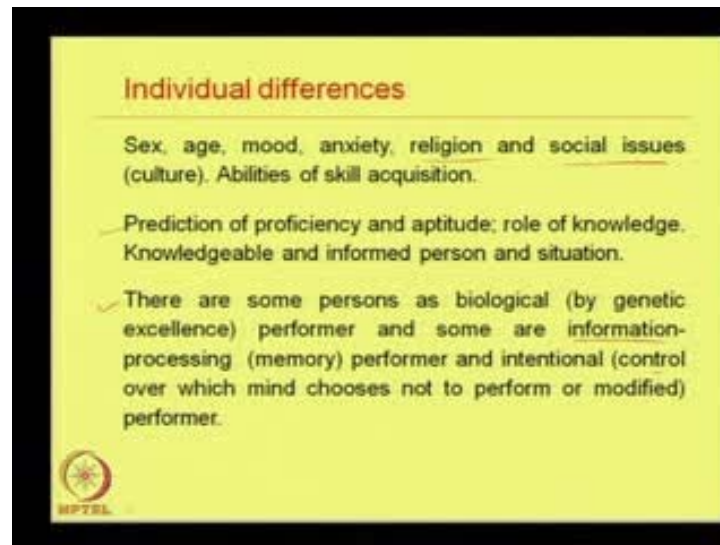 Individual differences
Sex, age, mood, anxiety, religion and social issues
(culture). Abilities of skill acquisition.
Prediction of proficiency and aptitude; role of knowledge.
Knowledgeable and informed person and situation.
There are some persons as biological (by genetic
excellence) performer and some are information-
processing (memory) performer and intentional (control
over which mind chooses not to perform or modified)
performer.
NPTEL